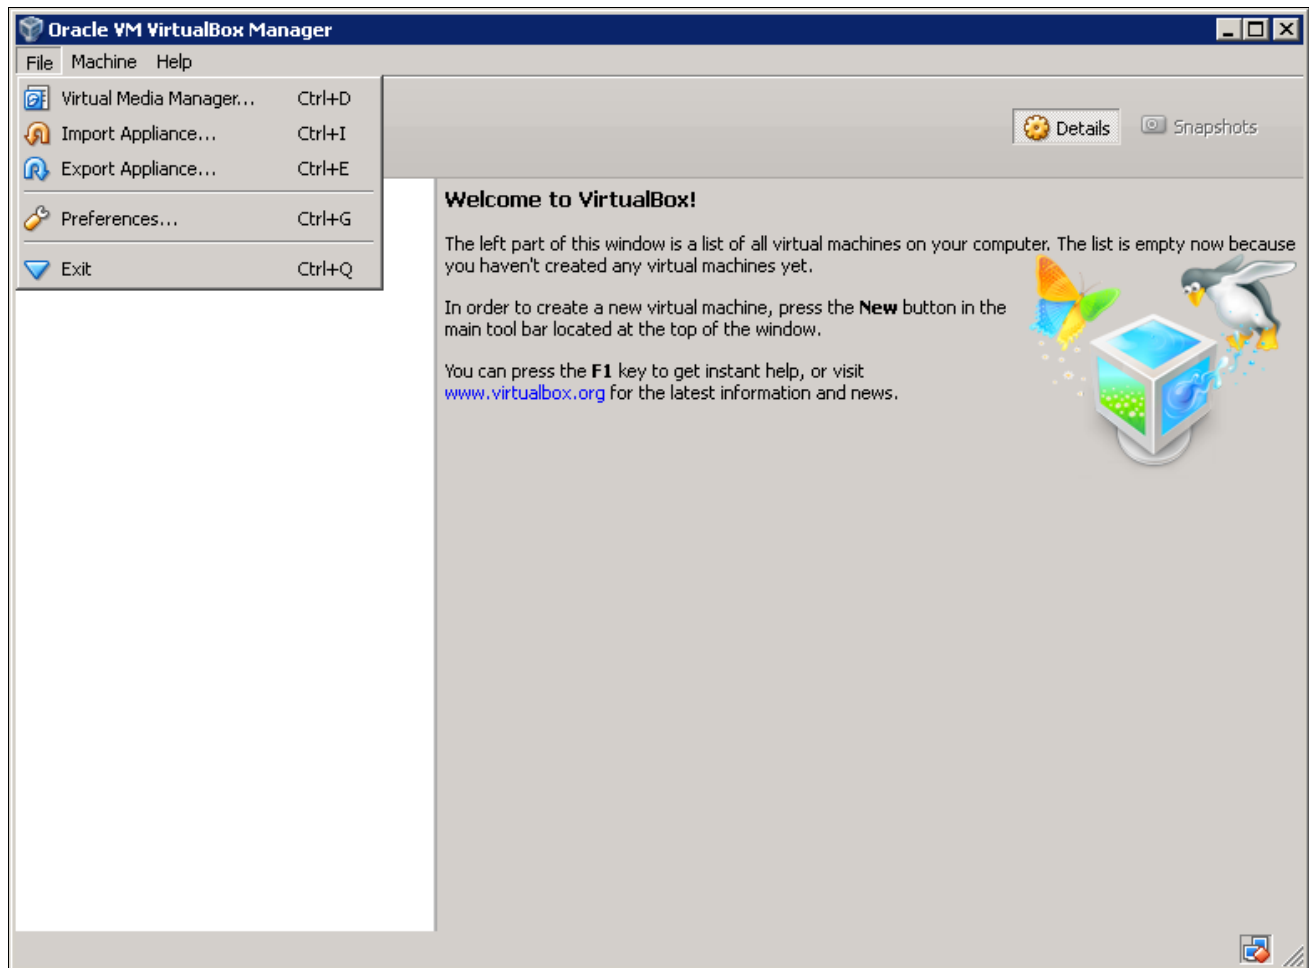 Oracle VM VirtualBox Manager
File Machine Help
Virtual Media Manager... Ctrl+D
Import Appliance... Ctrl+I
Export Appliance... Ctrl+E
Preferences... Ctrl+G
Exit Ctrl+Q
Details Snapshots
Welcome to VirtualBox!
The left part of this window is a list of all virtual machines on your computer. The list is empty now because
you haven't created any virtual machines yet.
In order to create a new virtual machine, press the New button in the
main tool bar located at the top of the window.
You can press the F1 key to get instant help, or visit
www.virtualbox.org for the latest information and news.